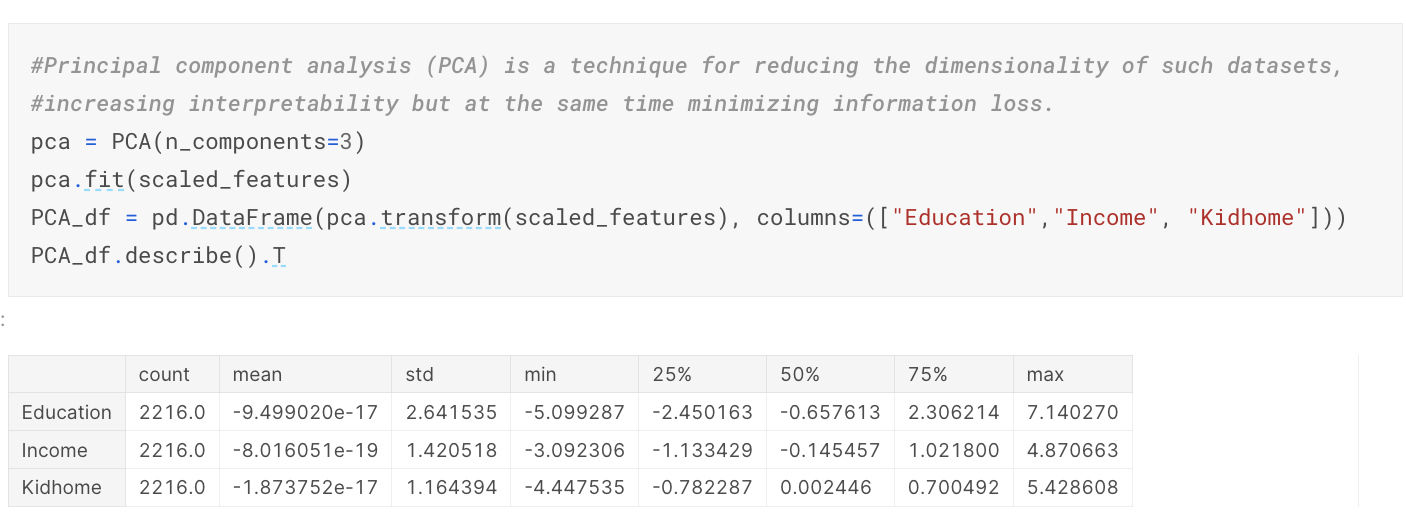 #Principal component analysis (PCA) is a technique for reducing the dimensionality of such datasets,
#increasing interpretability but at the same time minimizing information loss.
pca = PCA(n_components=3)
pca.fit(scaled_features)
PCA_df = pd.DataFrame(pca.transform(scaled_features), columns=(["Education","Income", "Kidhome"]))
PCA_df.describe().T
:
count mean std min 25% 50% 75% max
Education 2216.0 -9.499020e-17 2.641535 -5.099287 -2.450163 -0.657613 2.306214 7.140270
Income 2216.0 -8.016051e-19 1.420518 -3.092306 -1.133429 -0.145457 1.021800 4.870663
Kidhome 2216.0 -1.873752e-17 1.164394 -4.447535 -0.782287 0.002446 0.700492 5.428608